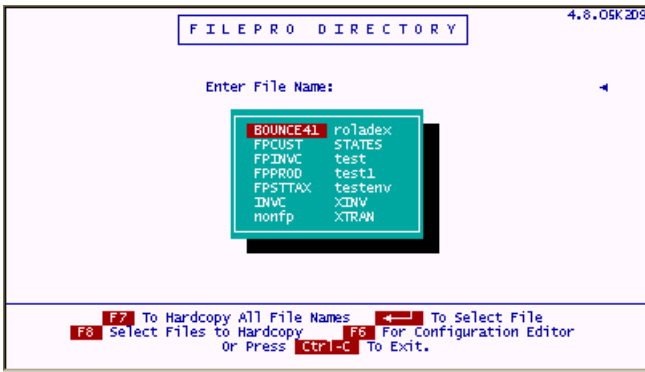 4.8.05K2D9
F I L E P R O   D I R E C T O R Y
Enter File Name:
BOUNCE41 roladex
FPCUST STATES
FPINVC test
FPPROD test1
FPSTTAX testenv
INVC XINV
nonfp XTRAN
F7 To Hardcopy All File Names To Select File
F8 Select Files to Hardcopy F6 For Configuration Editor
Or Press Ctrl-C To Exit.